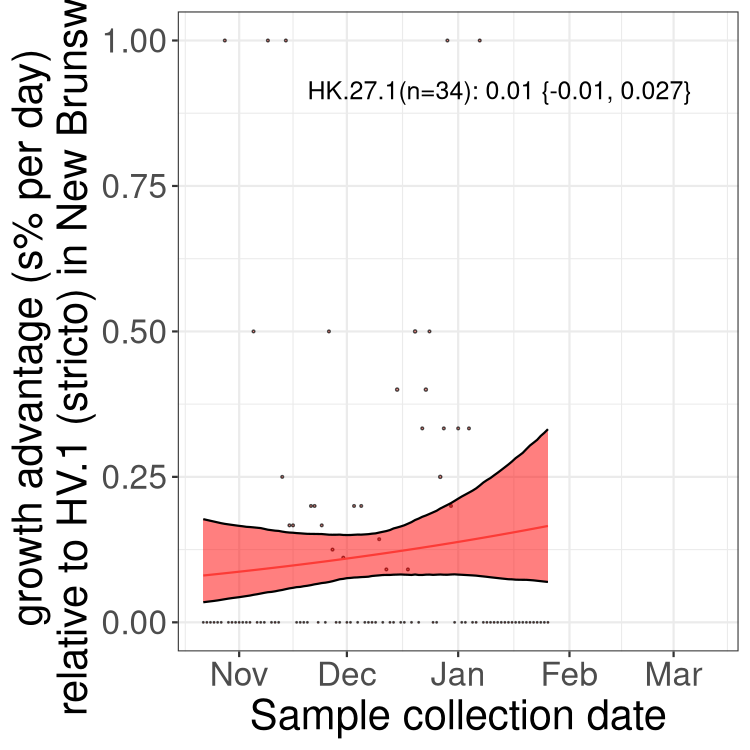 growth advantage (s% per day)
relative to HV.1 (stricto) in New Brunsw
1.00
0.75
0.50
0.25
0.00
HK.27.1(n=34): 0.01 {-0.01, 0.027}
Nov Dec Jan Feb Mar
Sample collection date